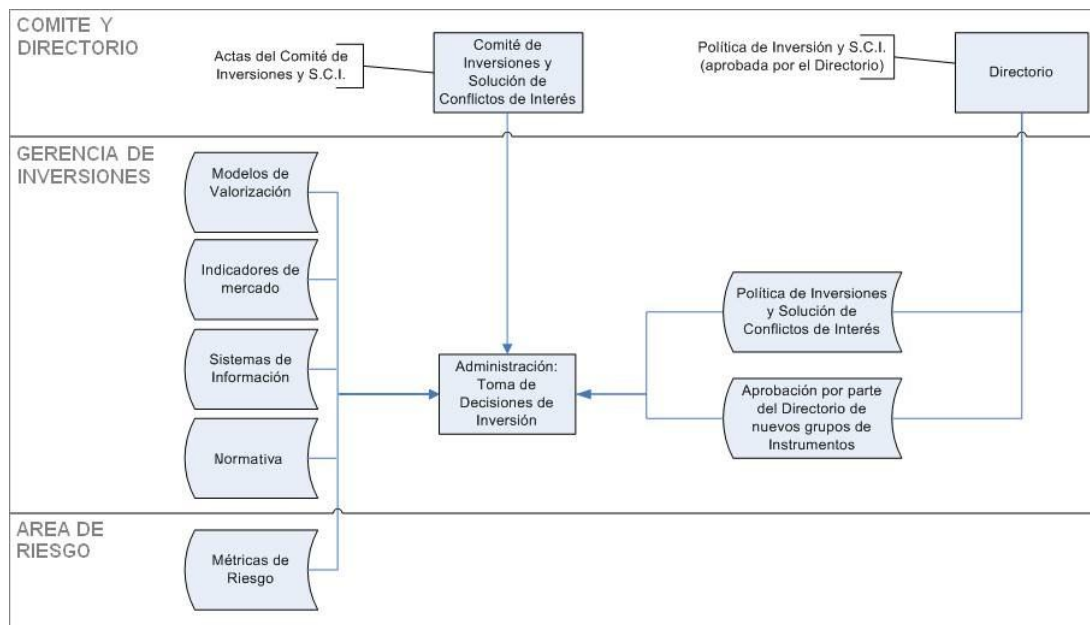 COMITE Y
DIRECTORIO
Actas del Comité de
Inversiones y S.C.I.
Comité de
Inversiones y
Solución de
Conflictos de Interés
Política de Inversión y S.C.I.
(aprobada por el Directorio)
Directorio
GERENCIA DE
INVERSIONES
Modelos de
Valorización
Indicadores de
mercado
Sistemas de
Información
Normativa
Administración:
Toma de
Decisiones de
Inversión
Política de Inversiones
y Solución de
Conflictos de Interés
Aprobación por parte
del Directorio de
nuevos grupos de
Instrumentos
AREA DE
RIESGO
Métricas de
Riesgo